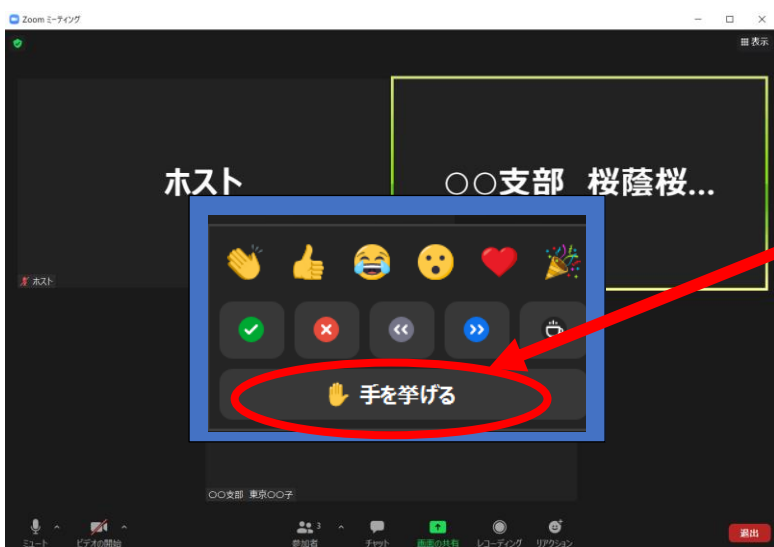 Zoom ミーティング
表示
ホスト
○○支部 桜蔭桜...
ホスト
手を挙げる
○○支部 東京○○子
ミュート
ビデオの開始
参加者
3
チャット
画面の共有
レコーディング
リアクション
退出